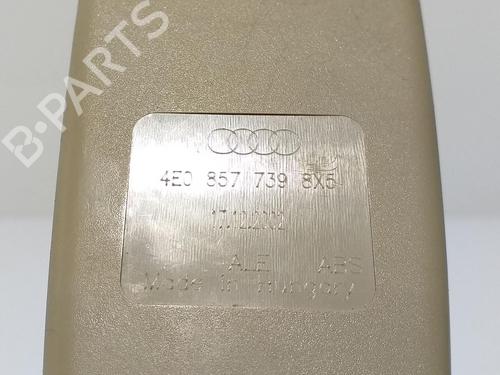 B-PARTS
4E0 857 739 8X5
17.12.2002
ALE ABS
Made in Hungary